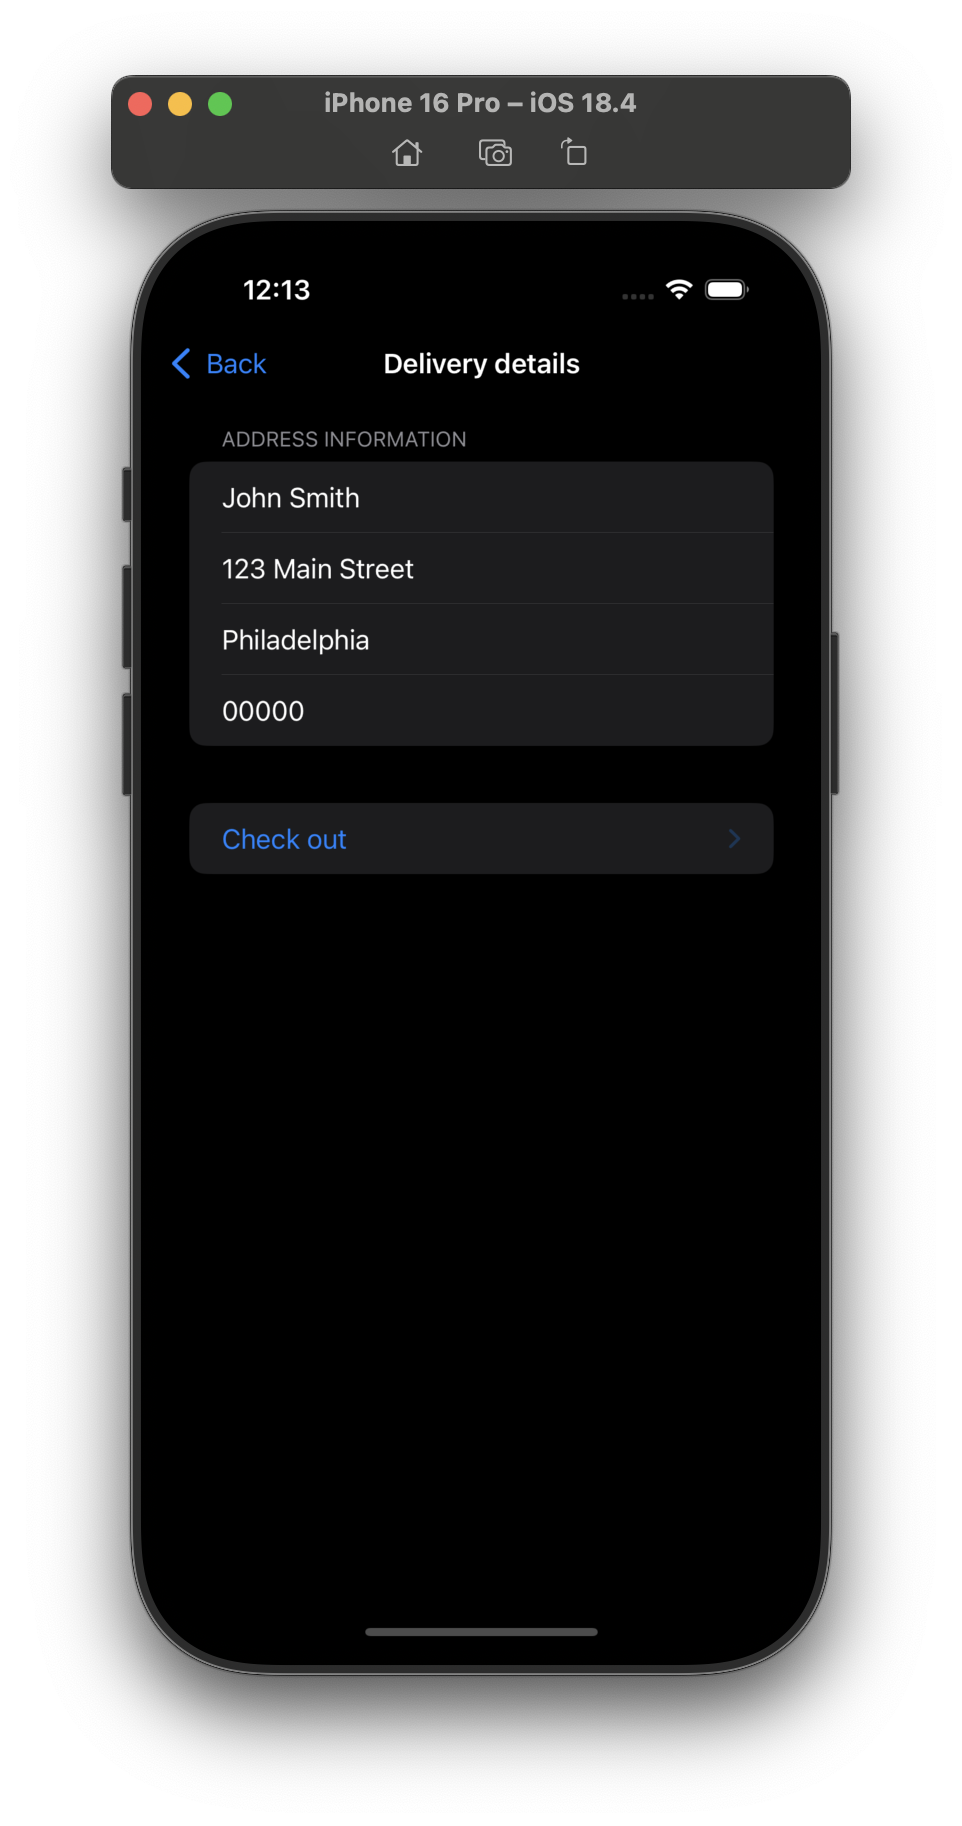 iPhone 16 Pro – iOS 18.4
12:13
Back
Delivery details
ADDRESS INFORMATION
John Smith
123 Main Street
Philadelphia
00000
Check out